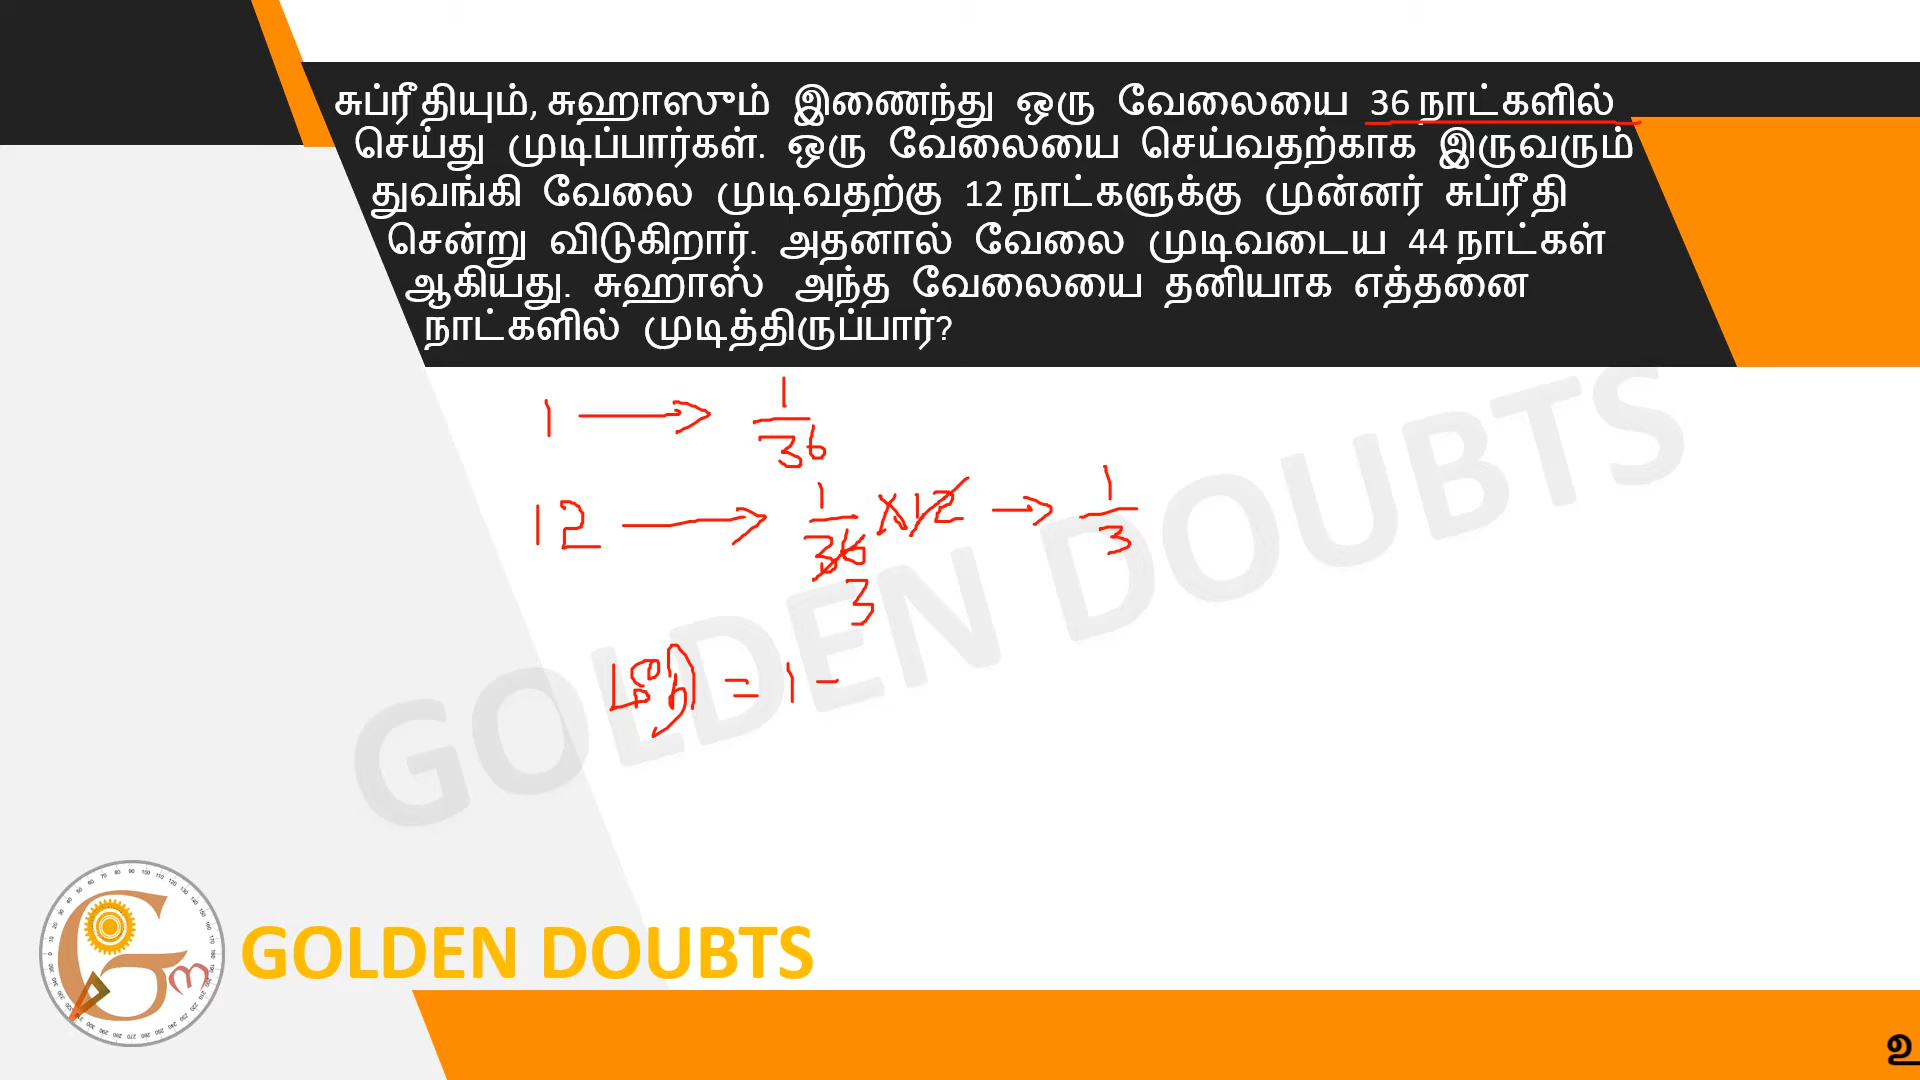 சுப்ரீதியும், சுஹாஸும் இணைந்து ஒரு வேலையை 36 நாட்களில்
செய்து முடிப்பார்கள். ஒரு வேலையை செய்வதற்காக இருவரும்
துவங்கி வேலை முடிவதற்கு 12 நாட்களுக்கு முன்னர் சுப்ரீதி
சென்று விடுகிறார். அதனால் வேலை முடிவடைய 44 நாட்கள்
ஆகியது. சுஹாஸ் அந்த வேலையை தனியாக எத்தனை
நாட்களில் முடித்திருப்பார்?
1 → 1/36
12 → 1/36 X12 → 1/3
3
மீதி = 1 -
GOLDEN DOUBTS
GOLDEN DOUBTS
உ